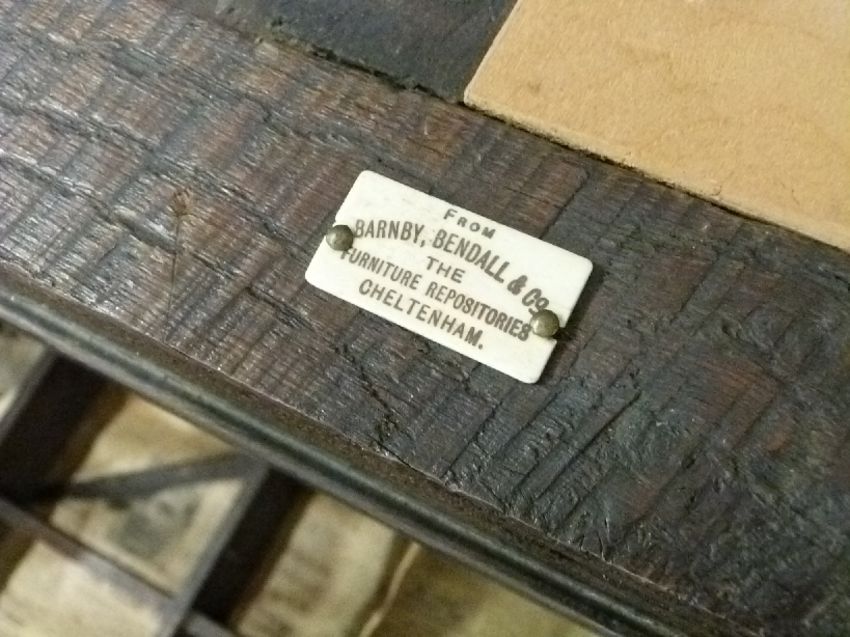 FROM
BARNBY, BENDALL & CO.
THE
FURNITURE REPOSITORIES
CHELTENHAM.